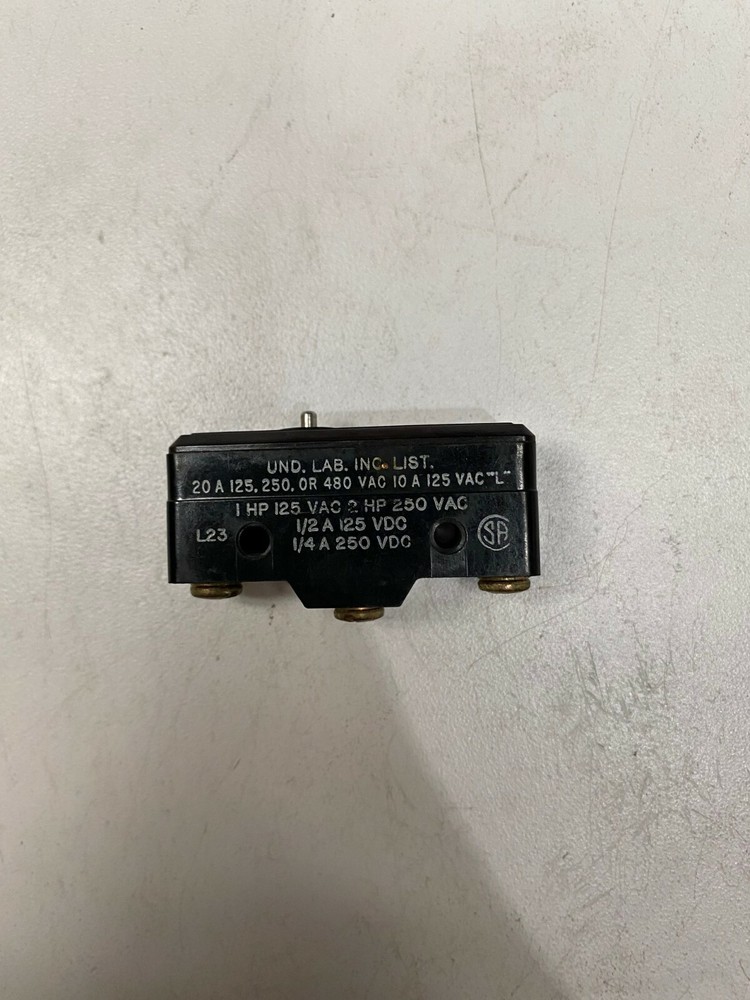 UND. LAB. INC. LIST.
20 A 125, 250, OR 480 VAC 10 A 125 VAC "L"
1 HP 125 VAC 2 HP 250 VAC
1/2 A 125 VDC
L23 1/4 A 250 VDC SA